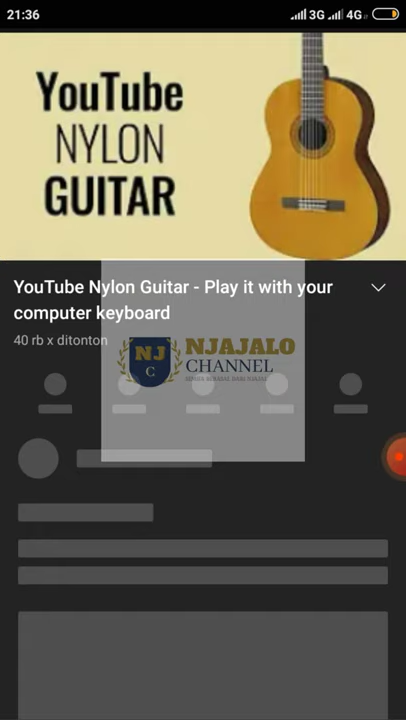 21:36
3G 4G
YouTube
NYLON
GUITAR
YouTube Nylon Guitar - Play it with your
computer keyboard
40 rb x ditonton
NJ
C
NJAJALO
CHANNEL